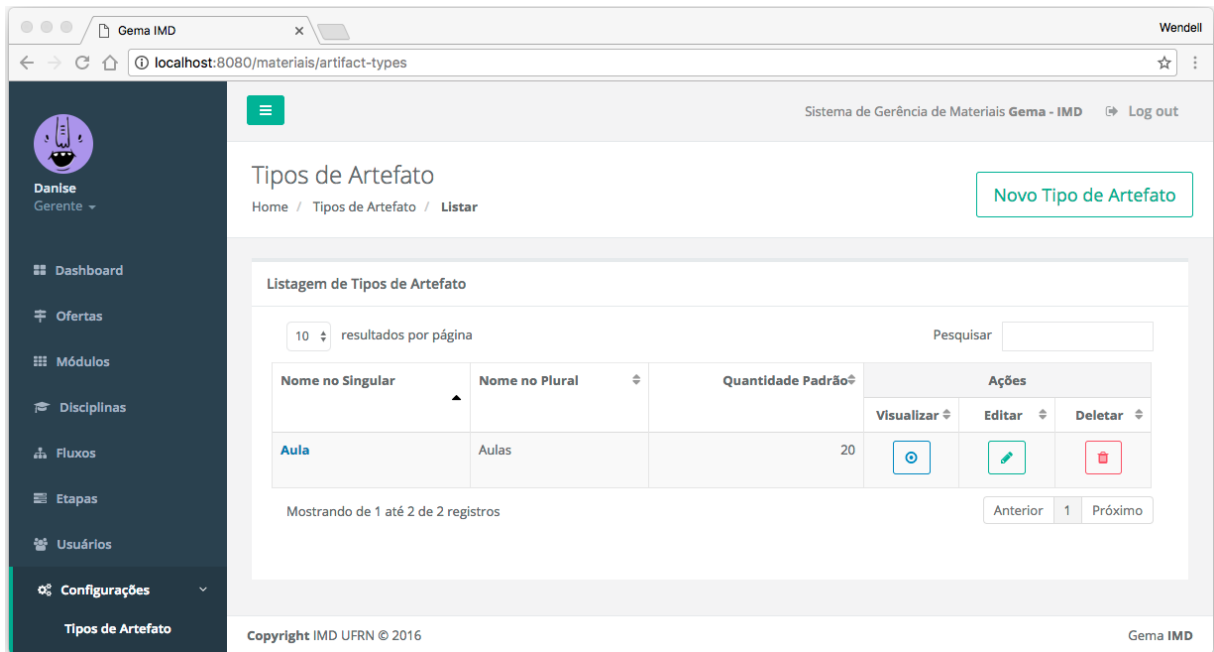 Gema IMD
Wendell
localhost:8080/materiais/artifact-types
Sistema de Gerência de Materiais Gema - IMD Log out
Danise
Gerente
Dashboard
Ofertas
Módulos
Disciplinas
Fluxos
Etapas
Usuários
Configurações
Tipos de Artefato
Tipos de Artefato
Home / Tipos de Artefato / Listar
Novo Tipo de Artefato
Listagem de Tipos de Artefato
10 resultados por página
Pesquisar
Nome no Singular Nome no Plural Quantidade Padrão Ações
Visualizar Editar Deletar
Aula Aulas 20
Mostrando de 1 até 2 de 2 registros
Anterior 1 Próximo
Copyright IMD UFRN © 2016
Gema IMD